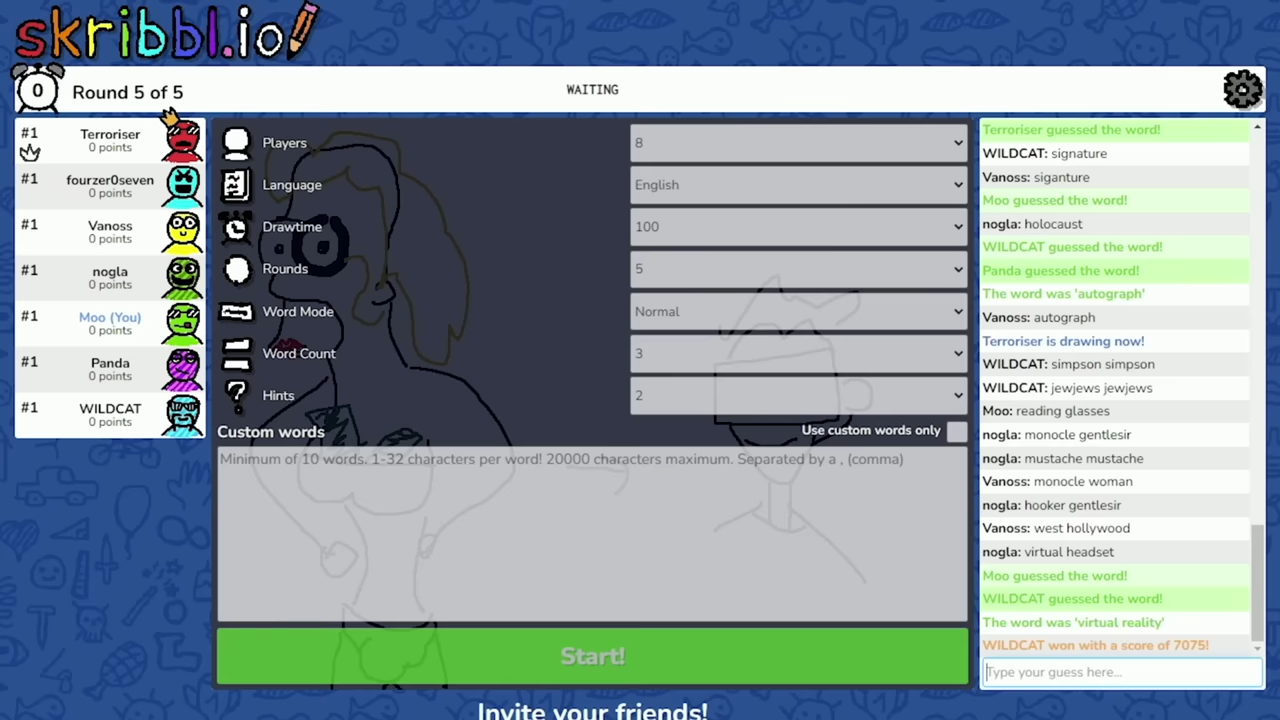 skribbl.io
0
Round 5 of 5
WAITING
#1 Terroriser
0 points
#1 fourzer0seven
0 points
#1 Vanoss
0 points
#1 nogla
0 points
#1 Moo (You)
0 points
#1 Panda
0 points
#1 WILDCAT
0 points
Players 8
Language English
Drawtime 100
Rounds 5
Word Mode Normal
Word Count 3
Hints 2
Custom words
Use custom words only
Minimum of 10 words. 1-32 characters per word! 20000 characters maximum. Separated by a , (comma)
Start!
Invite your friends!
Terroriser guessed the word!
WILDCAT: signature
Vanoss: siganture
Moo guessed the word!
nogla: holocaust
WILDCAT guessed the word!
Panda guessed the word!
The word was 'autograph'
Vanoss: autograph
Terroriser is drawing now!
WILDCAT: simpson simpson
WILDCAT: jewjews jewjews
Moo: reading glasses
nogla: monocle gentlesir
nogla: mustache mustache
Vanoss: monocle woman
nogla: hooker gentlesir
Vanoss: west hollywood
nogla: virtual headset
Moo guessed the word!
WILDCAT guessed the word!
The word was 'virtual reality'
WILDCAT won with a score of 7075!
Type your guess here...